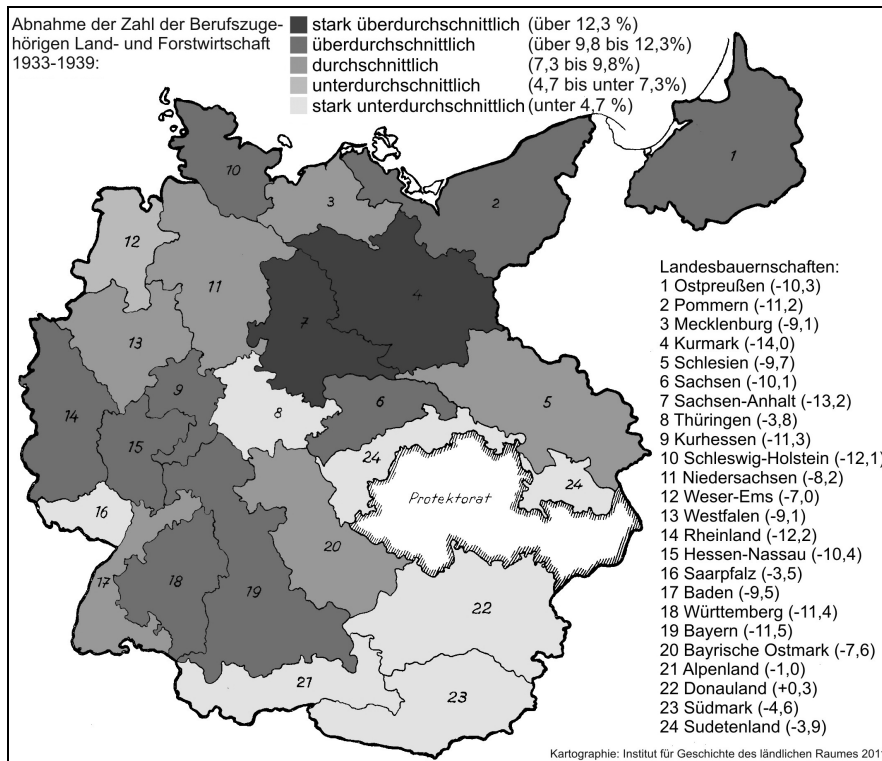 Abnahme der Zahl der Berufszuge-
hörigen Land- und Forstwirtschaft
1933-1939:
stark überdurchschnittlich (über 12,3 %)
überdurchschnittlich (über 9,8 bis 12,3%)
durchschnittlich (7,3 bis 9,8%)
unterdurchschnittlich (4,7 bis unter 7,3%)
stark unterdurchschnittlich (unter 4,7 %)
1
10
3
2
12
11
4
7
13
9
8
6
5
14
15
24
24
Protektorat
16
20
17
18
19
22
21
23
Landesbauernschaften:
1 Ostpreußen (-10,3)
2 Pommern (-11,2)
3 Mecklenburg (-9,1)
4 Kurmark (-14,0)
5 Schlesien (-9,7)
6 Sachsen (-10,1)
7 Sachsen-Anhalt (-13,2)
8 Thüringen (-3,8)
9 Kurhessen (-11,3)
10 Schleswig-Holstein (-12,1)
11 Niedersachsen (-8,2)
12 Weser-Ems (-7,0)
13 Westfalen (-9,1)
14 Rheinland (-12,2)
15 Hessen-Nassau (-10,4)
16 Saarpfalz (-3,5)
17 Baden (-9,5)
18 Württemberg (-11,4)
19 Bayern (-11,5)
20 Bayrische Ostmark (-7,6)
21 Alpenland (-1,0)
22 Donauland (+0,3)
23 Südmark (-4,6)
24 Sudetenland (-3,9)
Kartographie: Institut für Geschichte des ländlichen Raumes 2011